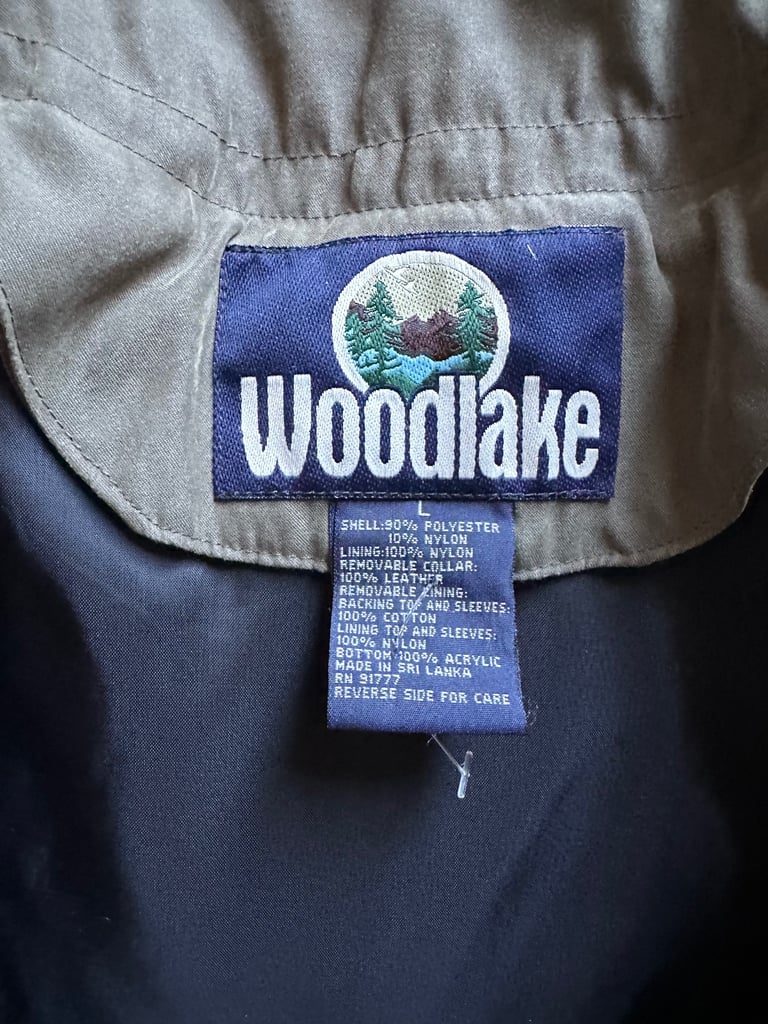 Woodlake
L
SHELL:90% POLYESTER
10% NYLON
LINING:100% NYLON
REMOVABLE COLLAR:
100% LEATHER
REMOVABLE LINING:
BACKING TOP AND SLEEVES:
100% COTTON
LINING TOP AND SLEEVES:
100% NYLON
BOTTOM:100% ACRYLIC
MADE IN SRI LANKA
RN 91777
REVERSE SIDE FOR CARE